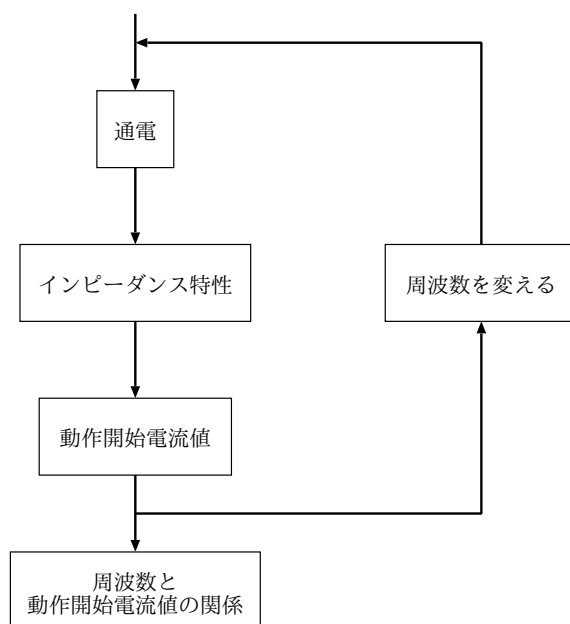 通電
インピーダンス特性
周波数を変える
動作開始電流値
周波数と
動作開始電流値の関係